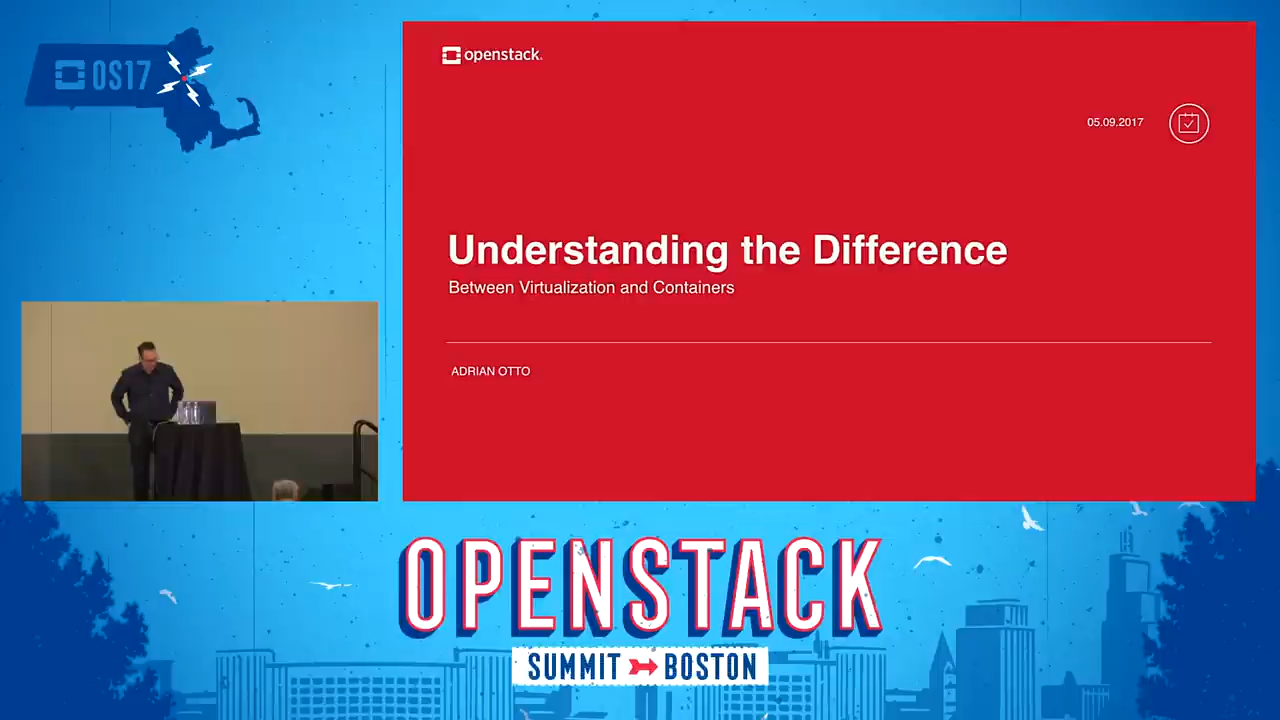 OS17
openstack.
05.09.2017
Understanding the Difference
Between Virtualization and Containers
ADRIAN OTTO
OPENSTACK
SUMMIT BOSTON